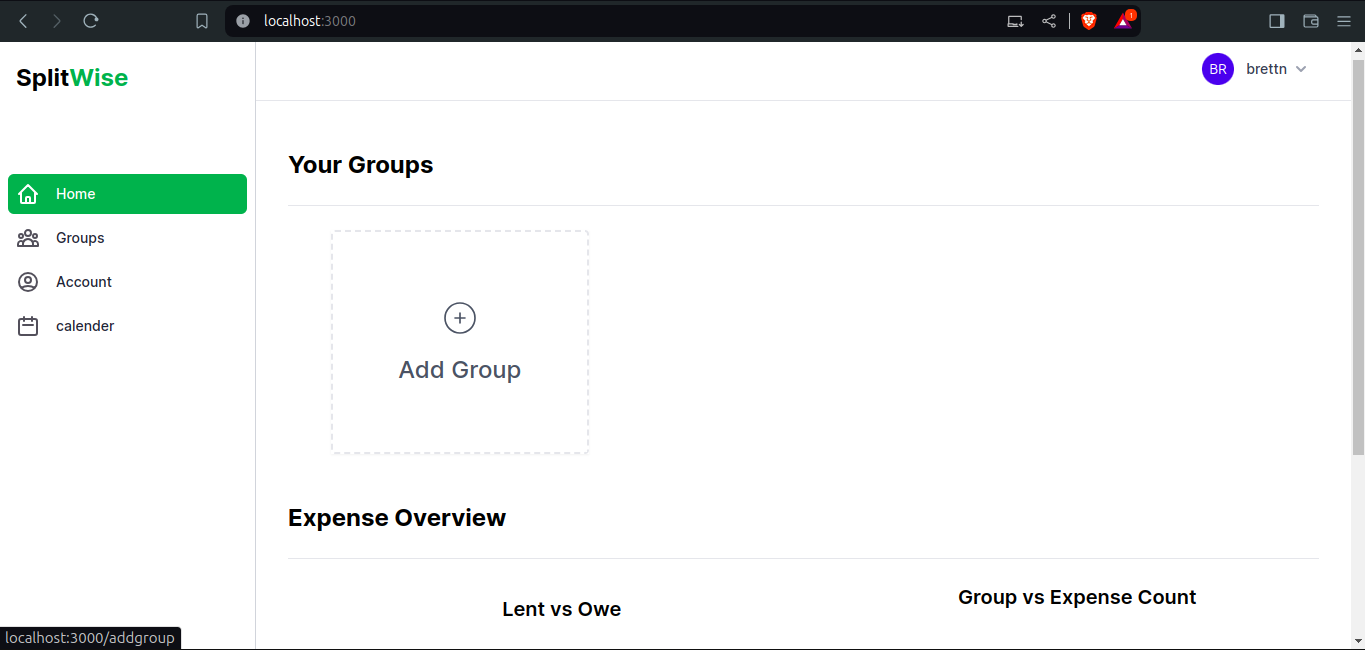 localhost:3000
1
SplitWise
BR brettn
Your Groups
Home
Groups
Account
calender
Add Group
Expense Overview
Lent vs Owe
Group vs Expense Count
localhost:3000/addgroup